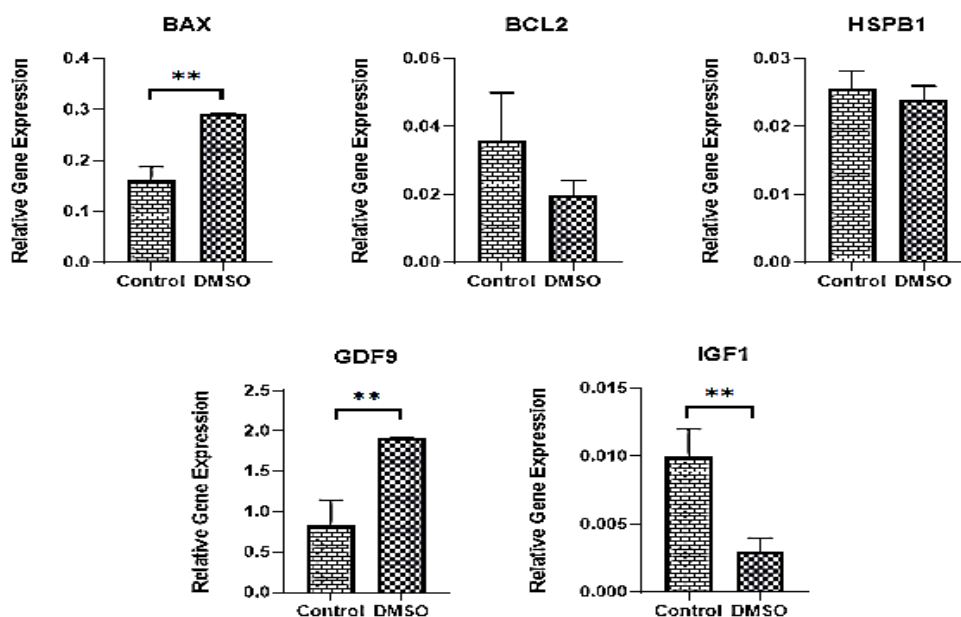 BAX
Relative Gene Expression
0.4
0.3
0.2
0.1
0.0
**
Control DMSO
BCL2
Relative Gene Expression
0.06
0.04
0.02
0.00
Control DMSO
HSPB1
Relative Gene Expression
0.03
0.02
0.01
0.00
Control DMSO
GDF9
Relative Gene Expression
2.5
2.0
1.5
1.0
0.5
0.0
**
Control DMSO
IGF1
Relative Gene Expression
0.015
0.010
0.005
0.000
**
Control DMSO